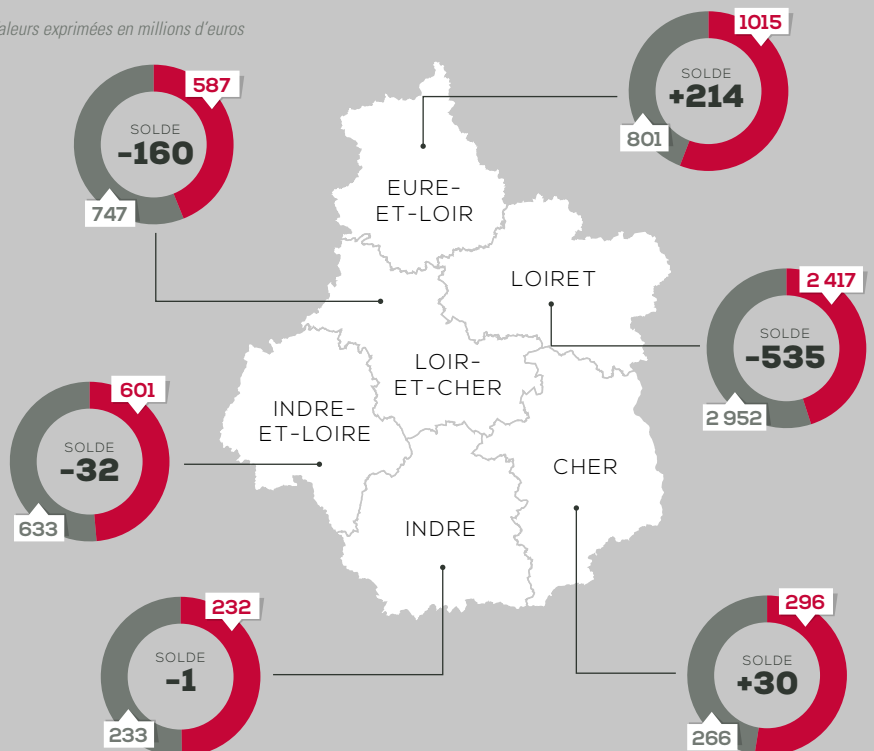 aleurs exprimées en millions d'euros
1015
SOLDE
+214
801
587
SOLDE
-160
747
EURE-
ET-LOIR
LOIRET
2 417
SOLDE
-535
2 952
LOIR-
ET-CHER
601
SOLDE
-32
633
INDRE-
ET-LOIRE
CHER
INDRE
232
SOLDE
-1
233
296
SOLDE
+30
266